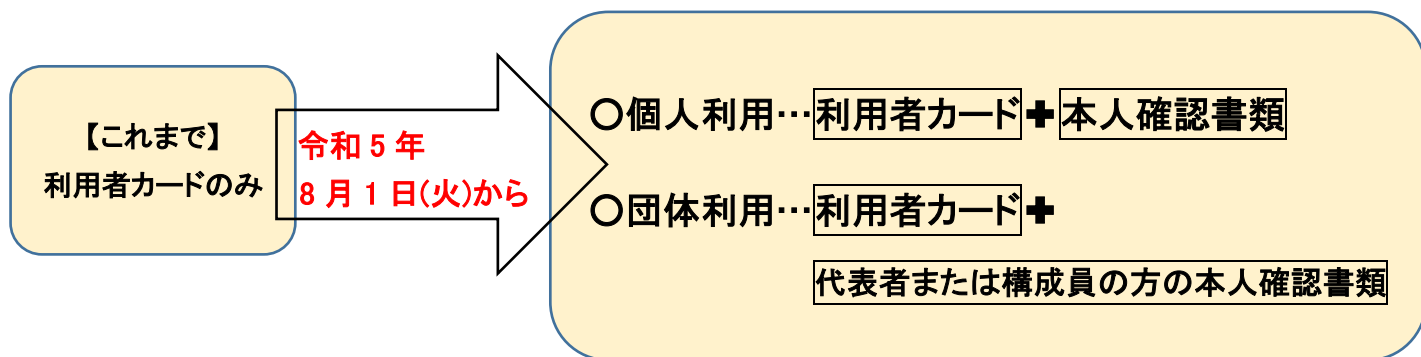 【これまで】
利用者カードのみ
令和５年
８月１日(火)から
〇個人利用…利用者カード✚本人確認書類
〇団体利用…利用者カード✚
代表者または構成員の方の本人確認書類